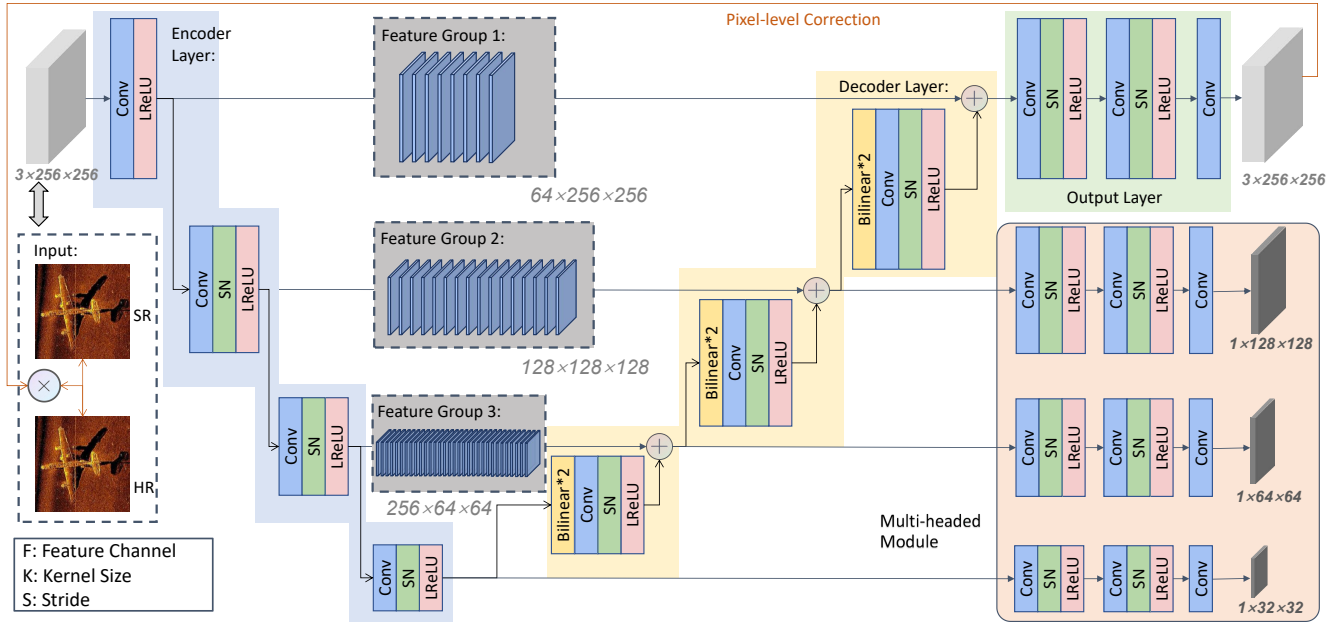 Pixel-level Correction
Encoder
Layer:
Conv
LReLU
3×256×256
Feature Group 1:
64×256×256
Decoder Layer:
Bilinear*2
Conv
SN
LReLU
Conv
SN
LReLU
Conv
SN
LReLU
Conv
Output Layer
3×256×256
Input:
SR
HR
Conv
SN
LReLU
Feature Group 2:
128×128×128
Bilinear*2
Conv
SN
LReLU
Conv
SN
LReLU
Conv
SN
LReLU
Conv
1×128×128
Conv
SN
LReLU
Feature Group 3:
256×64×64
Bilinear*2
Conv
SN
LReLU
Conv
SN
LReLU
Conv
SN
LReLU
Conv
1×64×64
Multi-headed
Module
Conv
SN
LReLU
Conv
SN
LReLU
Conv
SN
LReLU
Conv
1×32×32
F: Feature Channel
K: Kernel Size
S: Stride